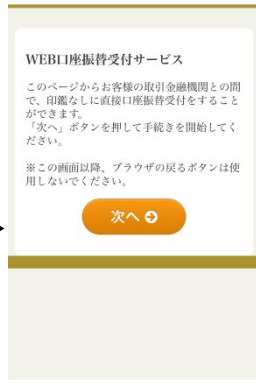 WEB口座振替受付サービス
このページからお客様の取引金融機関との間
で、印鑑なしに直接口座振替受付をすること
ができます。
「次へ」ボタンを押して手続きを開始してく
ださい。
※この画面以降、ブラウザの戻るボタンは使
用しないでください。
次へ